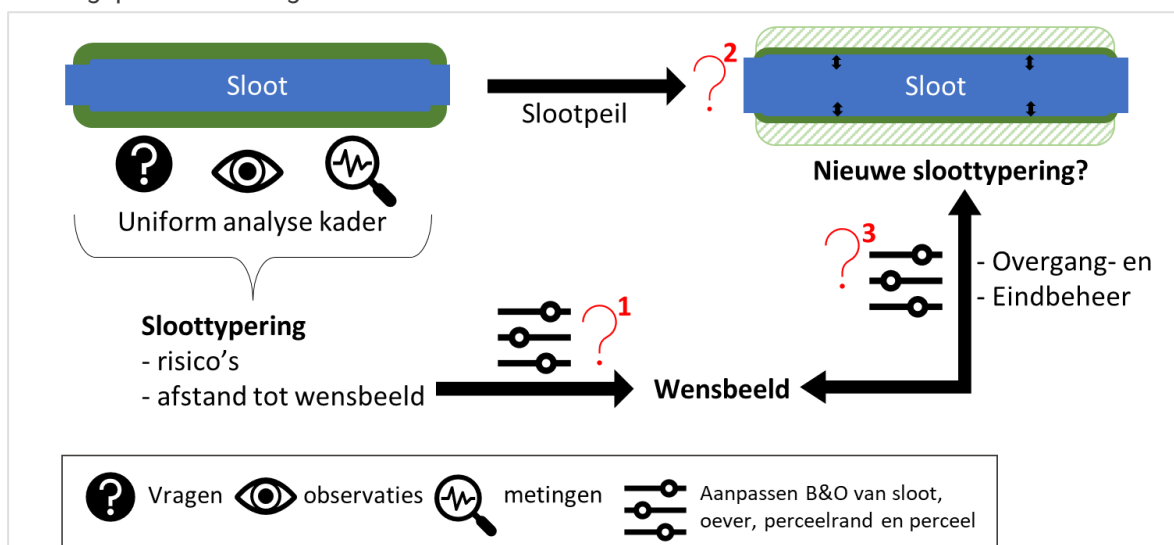 Sloot
Slootpeil
?2
Sloot
Uniform analyse kader
Nieuwe sloottypering?
?3
- Overgang- en
- Eindbeheer
Sloottypering
- risico's
- afstand tot wensbeeld
?1
Wensbeeld
? Vragen
observaties
metingen
Aanpassen B&O van sloot,
oever, perceelrand en perceel